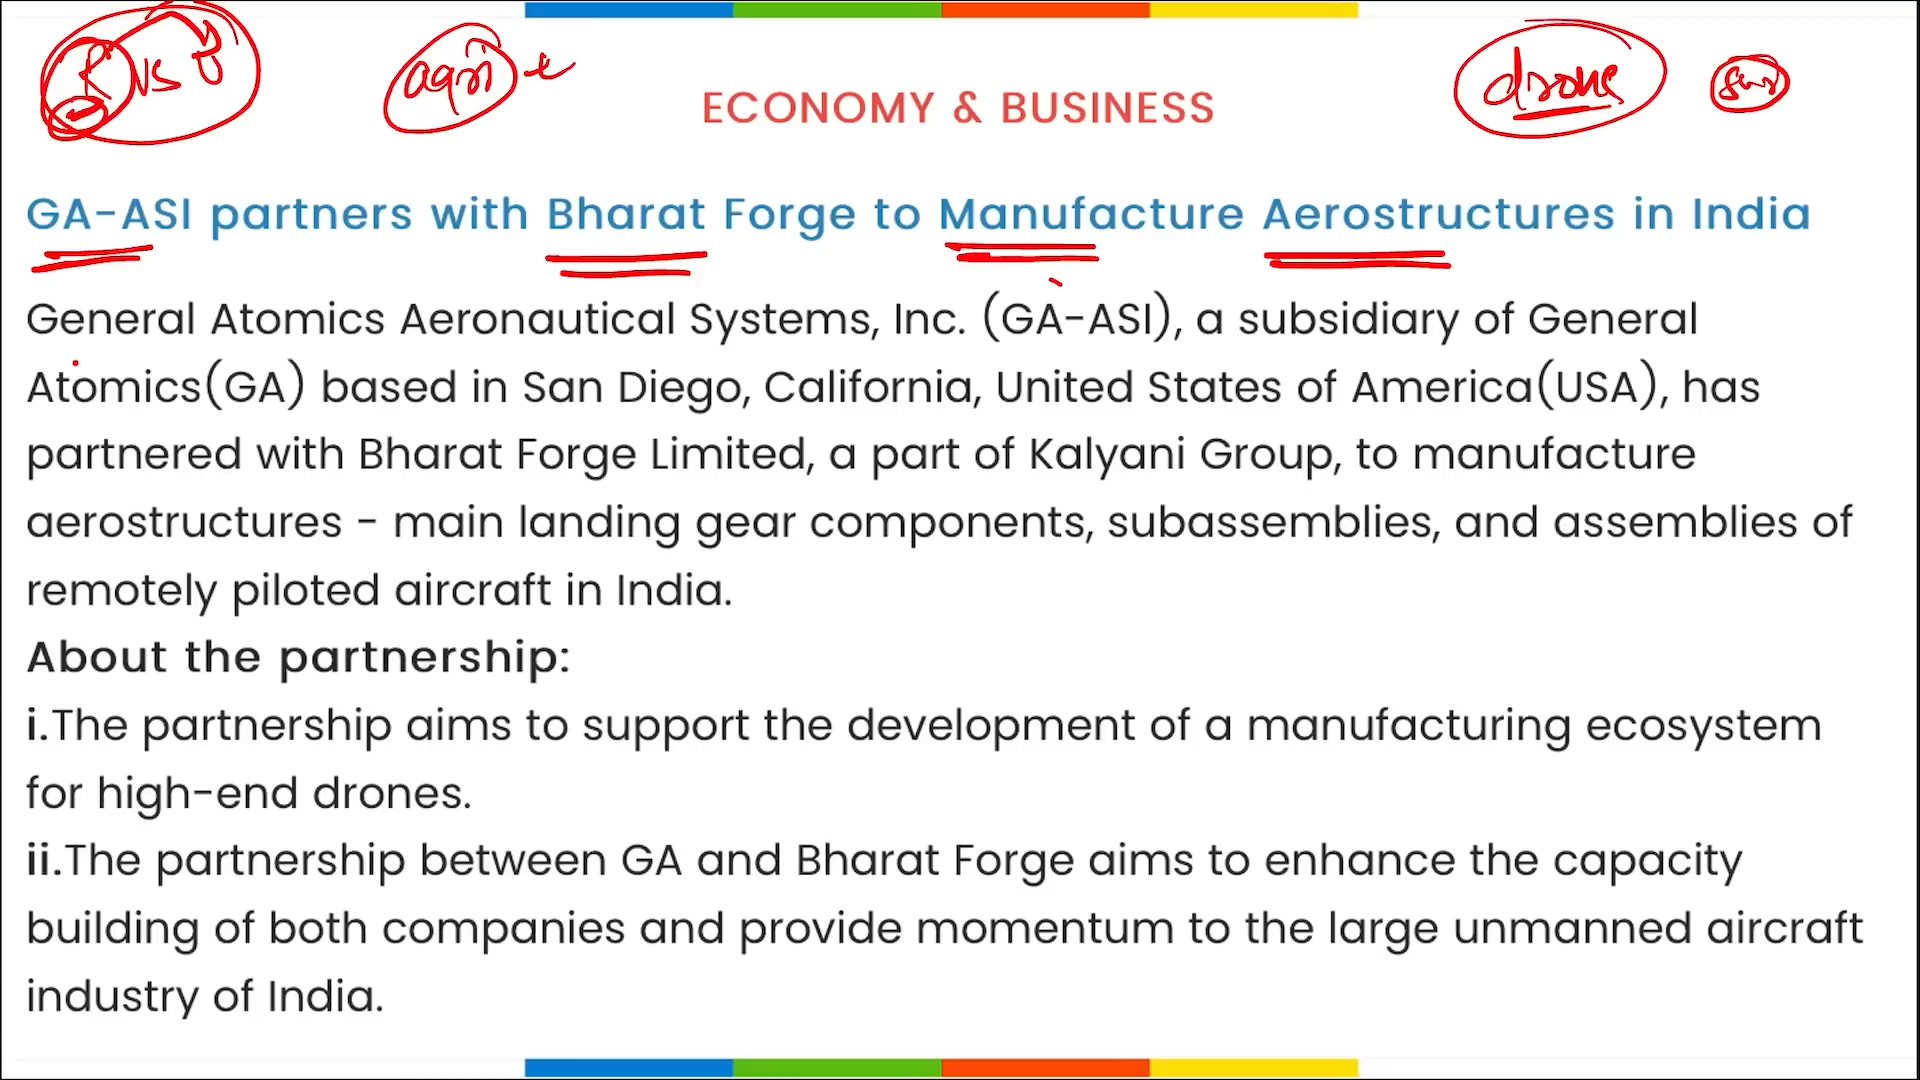 R vs U
agri
drone
ECONOMY & BUSINESS
GA-ASI partners with Bharat Forge to Manufacture Aerostructures in India
General Atomics Aeronautical Systems, Inc. (GA-ASI), a subsidiary of General
Atomics(GA) based in San Diego, California, United States of America(USA), has
partnered with Bharat Forge Limited, a part of Kalyani Group, to manufacture
aerostructures - main landing gear components, subassemblies, and assemblies of
remotely piloted aircraft in India.
About the partnership:
i.The partnership aims to support the development of a manufacturing ecosystem
for high-end drones.
ii.The partnership between GA and Bharat Forge aims to enhance the capacity
building of both companies and provide momentum to the large unmanned aircraft
industry of India.